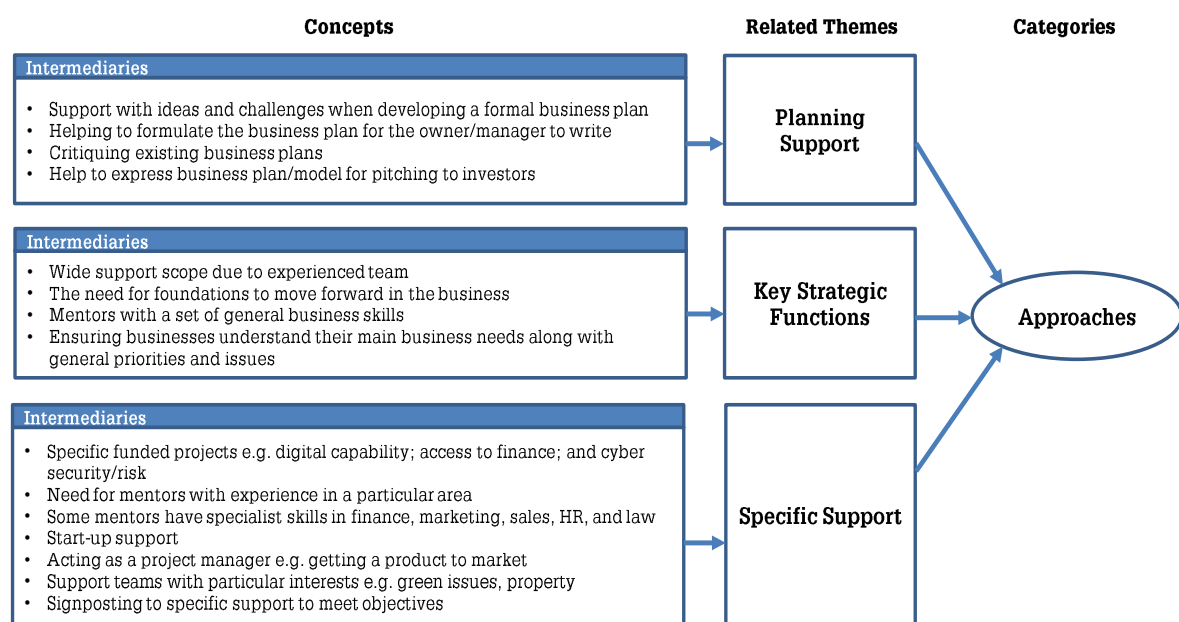 Concepts
Related Themes
Categories
Intermediaries
• Support with ideas and challenges when developing a formal business plan
• Helping to formulate the business plan for the owner/manager to write
• Critiquing existing business plans
• Help to express business plan/model for pitching to investors
Planning
Support
Intermediaries
• Wide support scope due to experienced team
• The need for foundations to move forward in the business
• Mentors with a set of general business skills
• Ensuring businesses understand their main business needs along with
general priorities and issues
Key Strategic
Functions
Approaches
Intermediaries
• Specific funded projects e.g. digital capability; access to finance; and cyber
security/risk
• Need for mentors with experience in a particular area
• Some mentors have specialist skills in finance, marketing, sales, HR, and law
• Start-up support
• Acting as a project manager e.g. getting a product to market
• Support teams with particular interests e.g. green issues, property
• Signposting to specific support to meet objectives
Specific Support